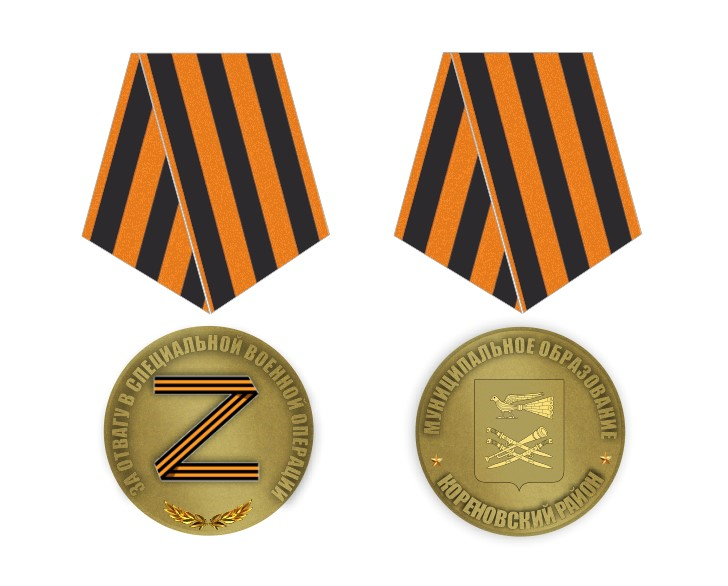 ЗА ОТВАГУ В СПЕЦИАЛЬНОЙ ВОЕННОЙ ОПЕРАЦИИ
Z
МУНИЦИПАЛЬНОЕ ОБРАЗОВАНИЕ
КОРЕНОВСКИЙ РАЙОН